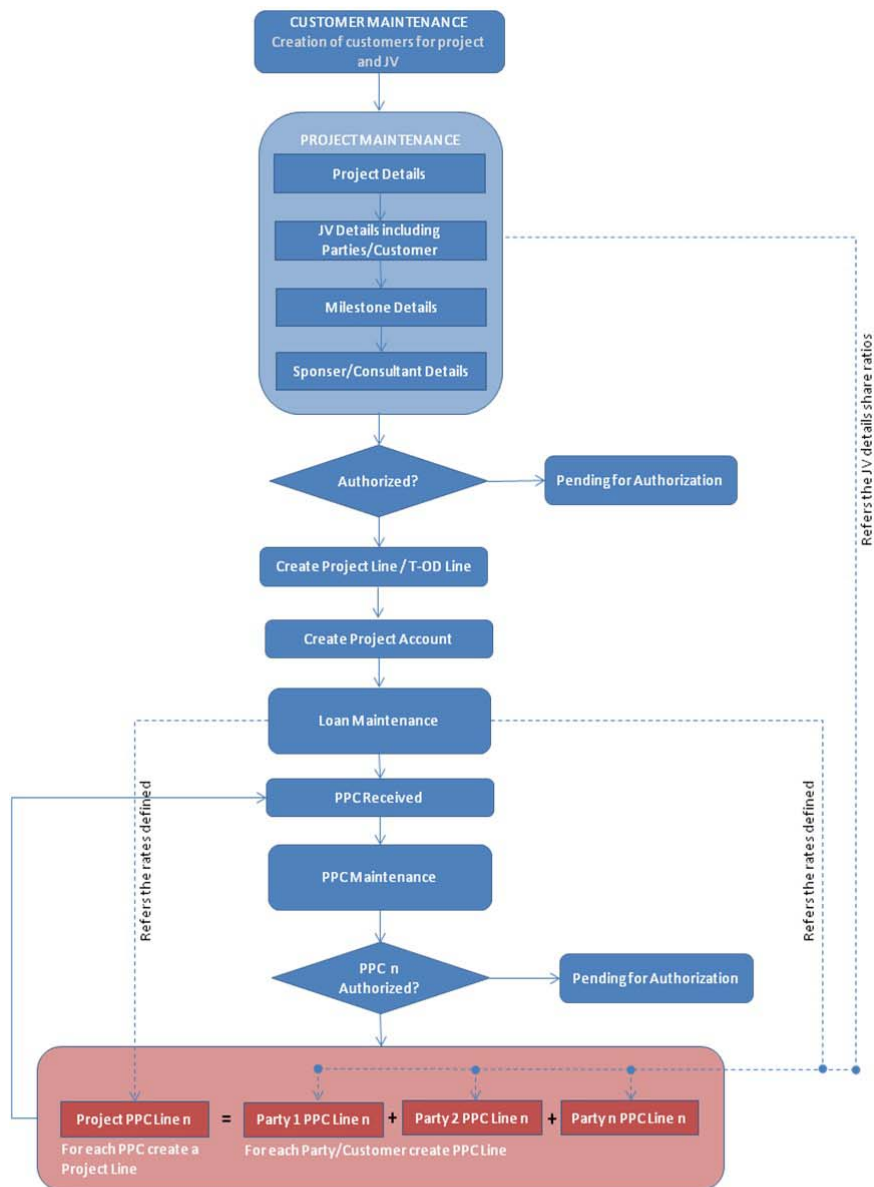 CUSTOMER MAINTENANCE
Creation of customers for project
and JV
PROJECT MAINTENANCE
Project Details
JV Details including
Parties/Customer
Milestone Details
Sponser/Consultant Details
Authorized?
Pending for Authorization
Refers the JV details share ratios
Create Project Line / T-OD Line
Create Project Account
Loan Maintenance
Refers the rates defined
Refers the rates defined
PPC Received
PPC Maintenance
PPC n
Authorized?
Pending for Authorization
Project PPC Line n = Party 1 PPC Line n + Party 2 PPC Line n + Party n PPC Line n
For each PPC create a
Project Line
For each Party/Customer create PPC Line